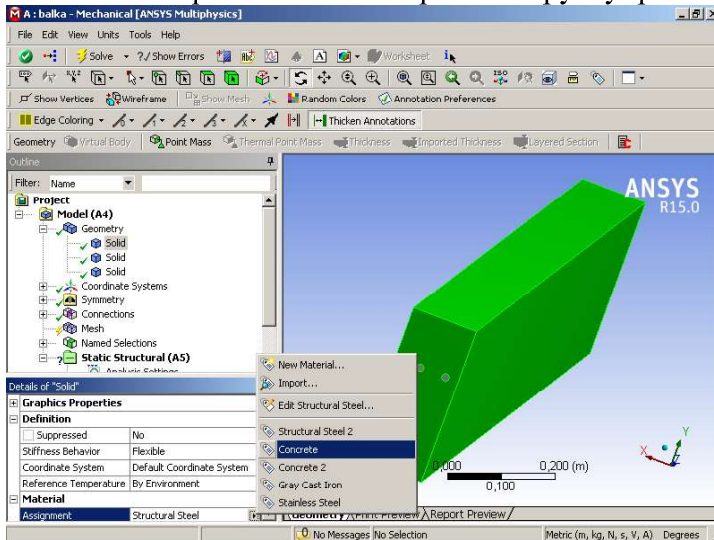 A : balka - Mechanical [ANSYS Multiphysics]
File Edit View Units Tools Help
Solve ?/ Show Errors A Worksheet
Show Vertices Wireframe Show Mesh Random Colors Annotation Preferences
Edge Coloring Thicken Annotations
Geometry Virtual Body Point Mass Thermal Point Mass Thickness Imported Thickness Layered Section
Outline
Filter: Name
Project
Model (A4)
Geometry
Solid
Solid
Solid
Coordinate Systems
Symmetry
Connections
Mesh
Named Selections
Static Structural (A5)
Analysis Settings
ANSYS
R15.0
Details of "Solid"
Graphics Properties
Definition
Suppressed No
Stiffness Behavior Flexible
Coordinate System Default Coordinate System
Reference Temperature By Environment
Material
Assignment Structural Steel
New Material...
Import...
Edit Structural Steel...
Structural Steel 2
Concrete
Concrete 2
Gray Cast Iron
Stainless Steel
0,000 0,200 (m)
0,100
Y
X
Z
Geometry Print Preview Report Preview
No Messages No Selection Metric (m, kg, N, s, V, A) Degrees